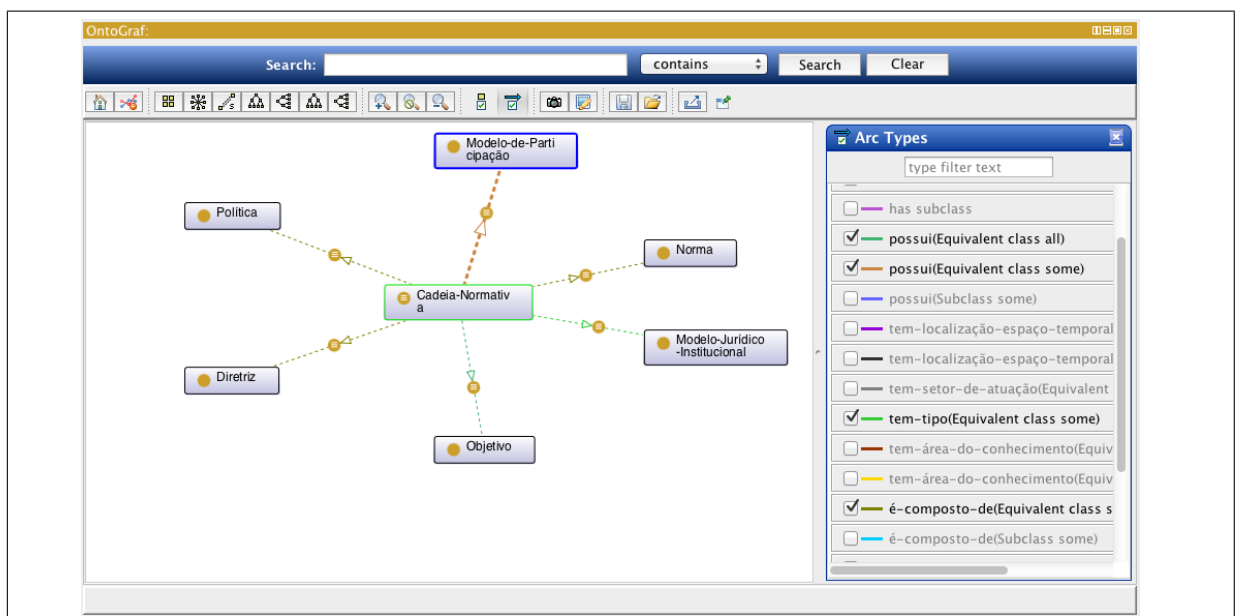 OntoGraf:
Search:
contains
Search
Clear
Modelo-de-Parti
cipação
Política
Norma
Cadeia-Normativ
a
Modelo-Jurídico
-Institucional
Diretriz
Objetivo
Arc Types
type filter text
has subclass
possui(Equivalent class all)
possui(Equivalent class some)
possui(Subclass some)
tem-localização-espaço-temporal
tem-localização-espaço-temporal
tem-setor-de-atuação(Equivalent
tem-tipo(Equivalent class some)
tem-área-do-conhecimento(Equiv
tem-área-do-conhecimento(Equiv
é-composto-de(Equivalent class s
é-composto-de(Subclass some)